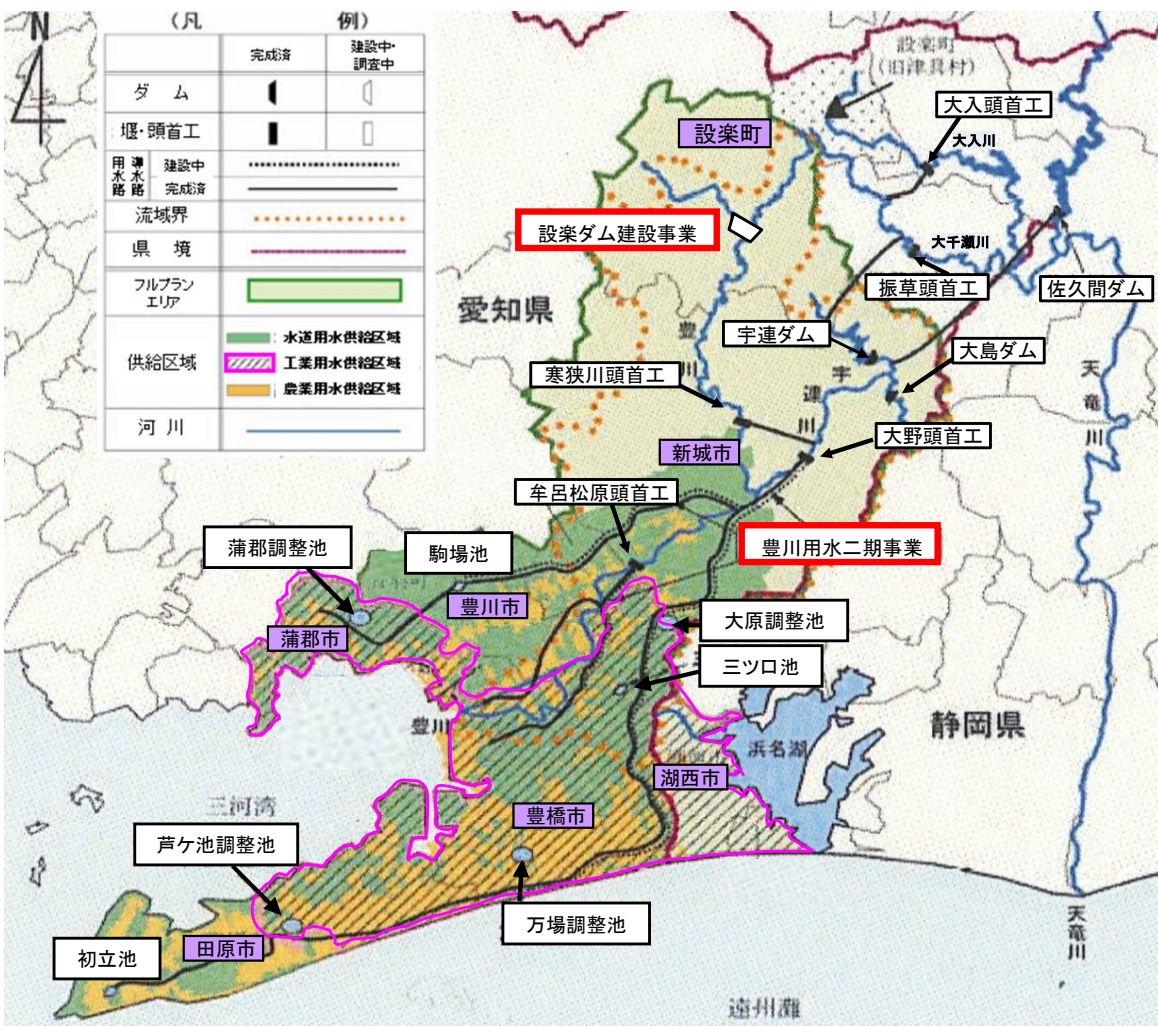 N
(凡 例)
完成済
建設中・
調査中
ダ ム
堰・頭首工
用水路
導水路
建設中
完成済
流域界
県境
フルプラン
エリア
供給区域
水道用水供給区域
工業用水供給区域
農業用水供給区域
河川
設楽町
(旧津具村)
大入頭首工
設楽町
大入川
設楽ダム建設事業
大千瀬川
振草頭首工
佐久間ダム
愛知県
豊川
宇連ダム
大島ダム
宇連川
天竜川
寒狭川頭首工
大野頭首工
新城市
牟呂松原頭首工
豊川用水二期事業
蒲郡調整池
駒場池
豊川市
大原調整池
蒲郡市
三ツ口池
豊川
浜名湖
静岡県
湖西市
三河湾
豊橋市
芦ケ池調整池
万場調整池
田原市
初立池
天竜川
遠州灘